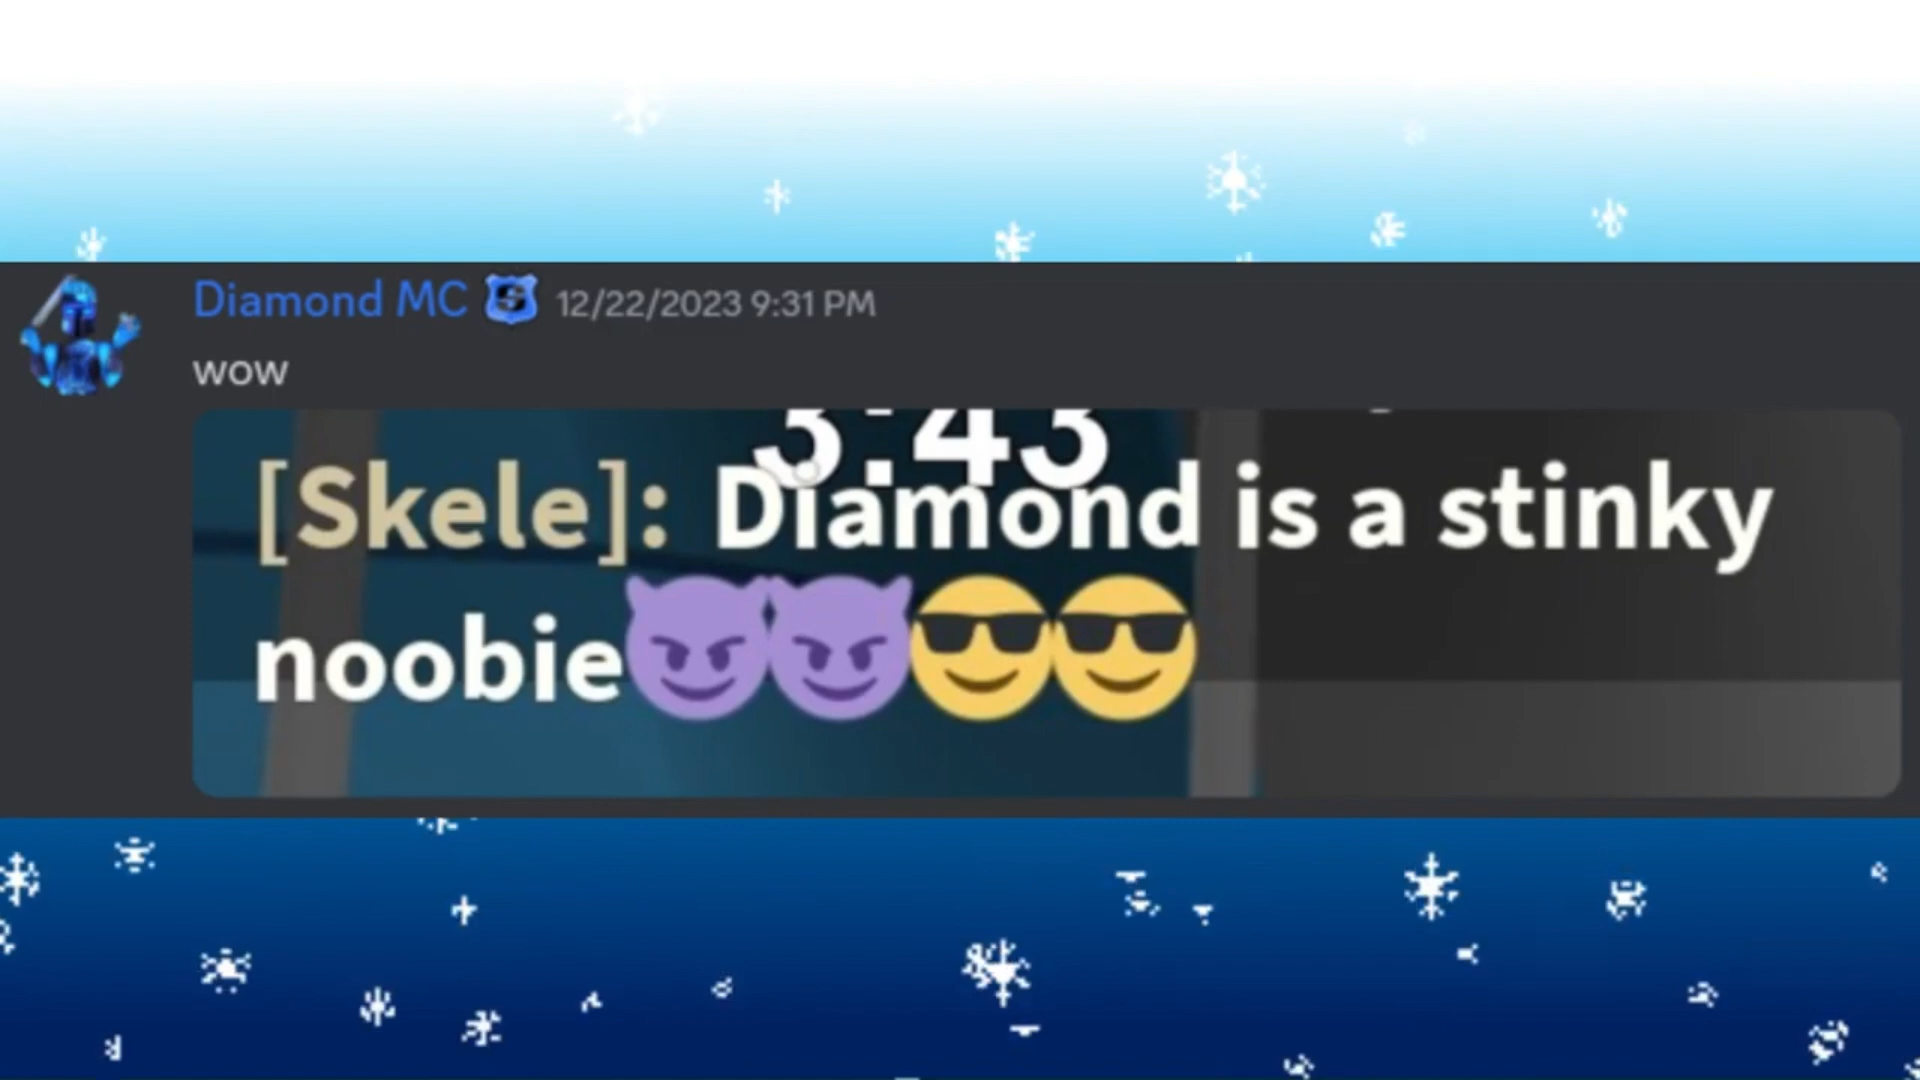 Diamond MC 12/22/2023 9:31 PM
wow
3:43
[Skele]: Diamond is a stinky
noobie😈😈😎😎